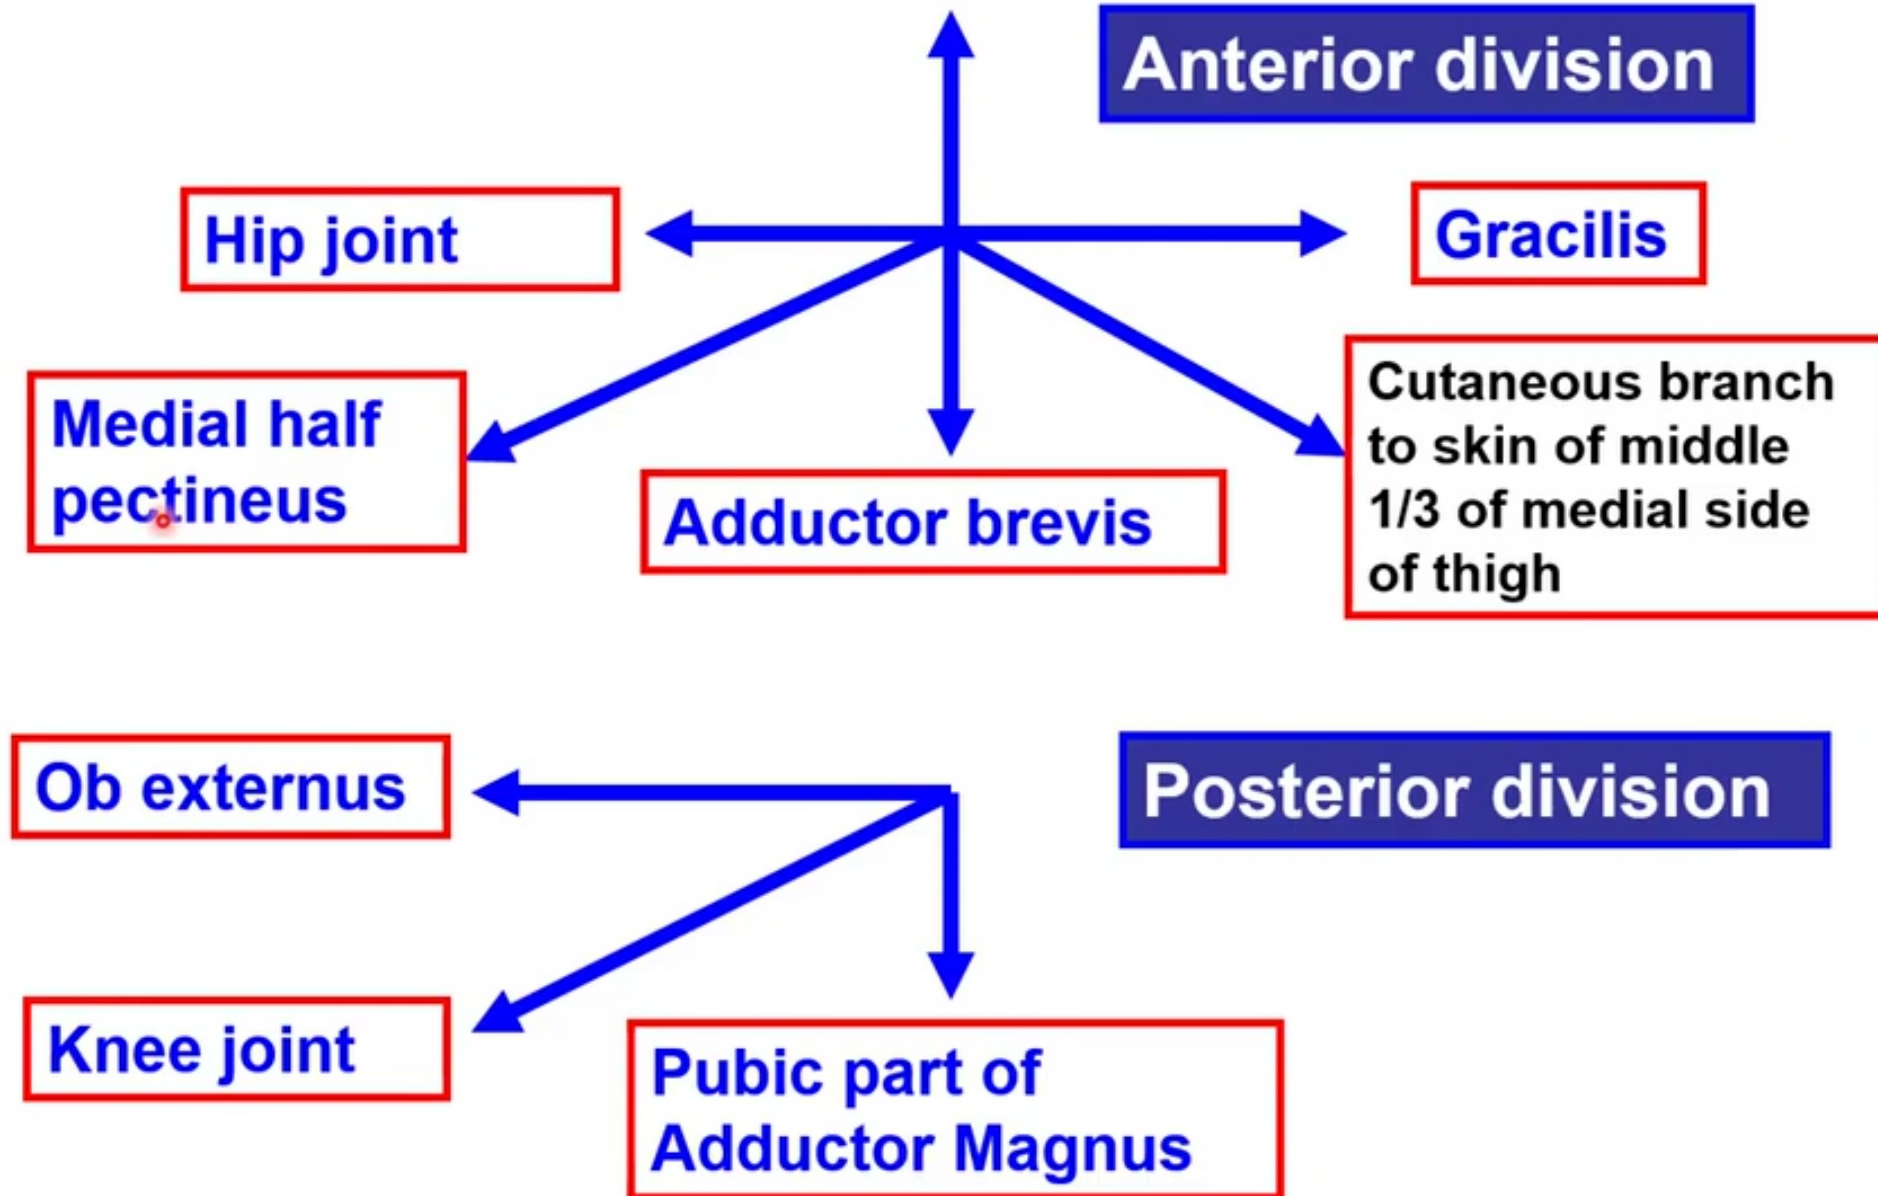 Anterior division
Hip joint
Gracilis
Medial half
pectineus
Adductor brevis
Cutaneous branch
to skin of middle
1/3 of medial side
of thigh
Ob externus
Posterior division
Knee joint
Pubic part of
Adductor Magnus